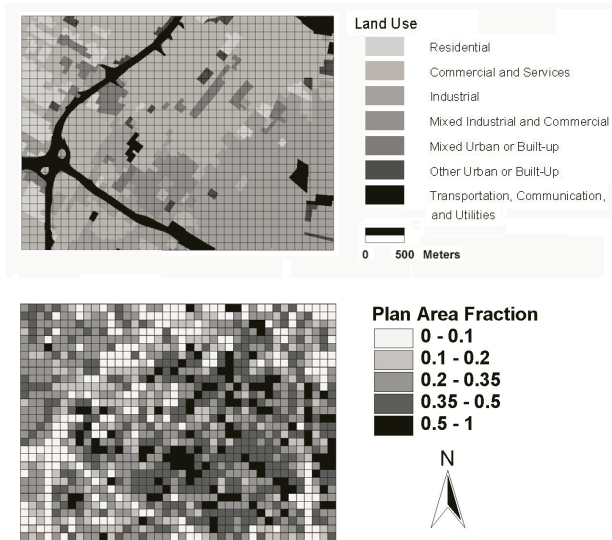 Land Use
Residential
Commercial and Services
Industrial
Mixed Industrial and Commercial
Mixed Urban or Built-up
Other Urban or Built-Up
Transportation, Communication,
and Utilities
0 500 Meters
Plan Area Fraction
0 - 0.1
0.1 - 0.2
0.2 - 0.35
0.35 - 0.5
0.5 - 1
N